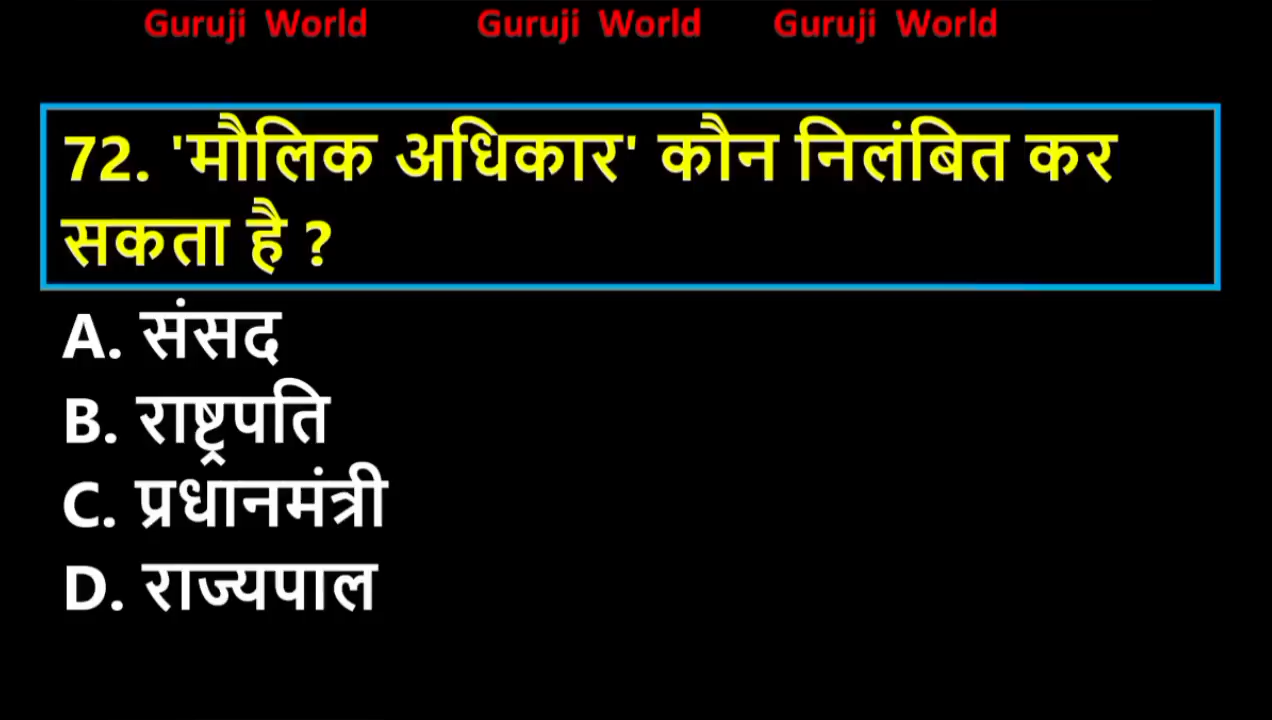 Guruji World Guruji World Guruji World
72. 'मौलिक अधिकार' कौन निलंबित कर
सकता है ?
A. संसद
B. राष्ट्रपति
C. प्रधानमंत्री
D. राज्यपाल